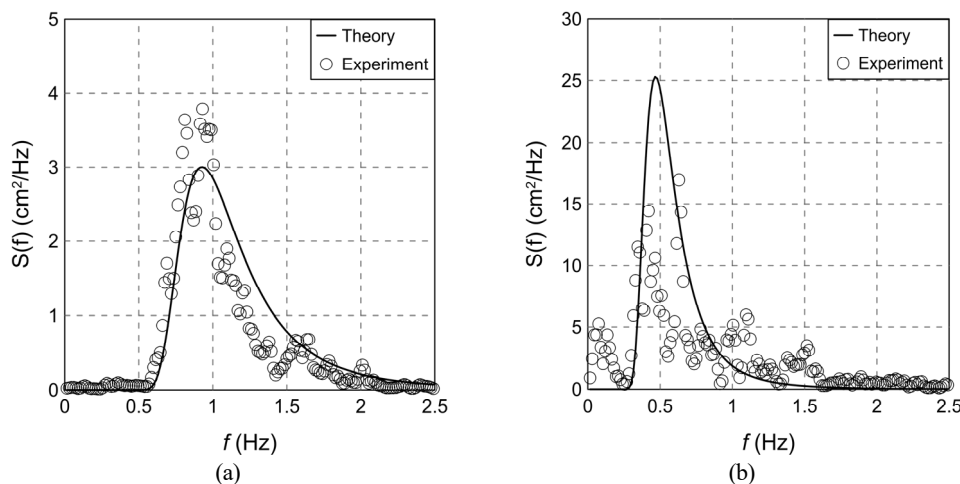 5
4
3
2
1
0
S(f) (cm²/Hz)
Theory
Experiment
0 0.5 1 1.5 2 2.5
f (Hz)
(a)
30
25
20
15
10
5
0
S(f) (cm²/Hz)
Theory
Experiment
0 0.5 1 1.5 2 2.5
f (Hz)
(b)